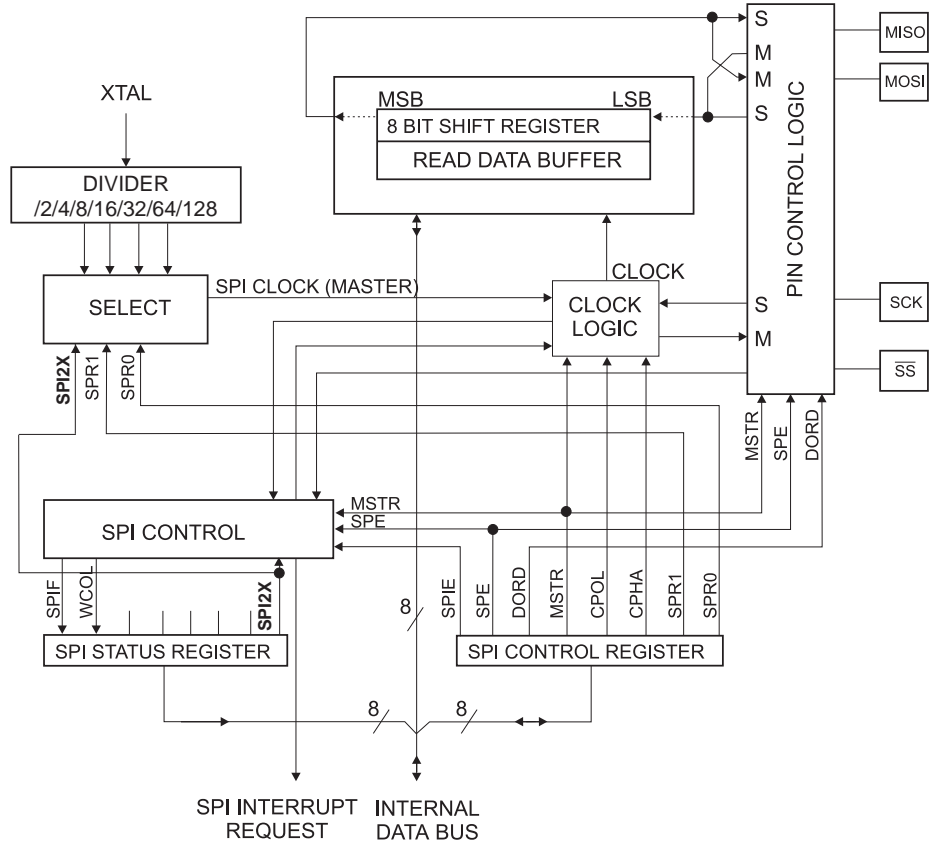 S
MISO
M
M
MOSI
XTAL
MSB
LSB
S
8 BIT SHIFT REGISTER
READ DATA BUFFER
DIVIDER
/2/4/8/16/32/64/128
PIN CONTROL LOGIC
CLOCK
SPI CLOCK (MASTER)
SELECT
CLOCK
LOGIC
S
SCK
M
SS
SPI2X
SPR1
SPR0
MSTR
SPE
DORD
MSTR
SPE
SPI CONTROL
SPIF
WCOL
SPI2X
8
SPIE
SPE
DORD
MSTR
CPOL
CPHA
SPR1
SPR0
SPI STATUS REGISTER
SPI CONTROL REGISTER
8
8
SPI INTERRUPT
REQUEST
INTERNAL
DATA BUS